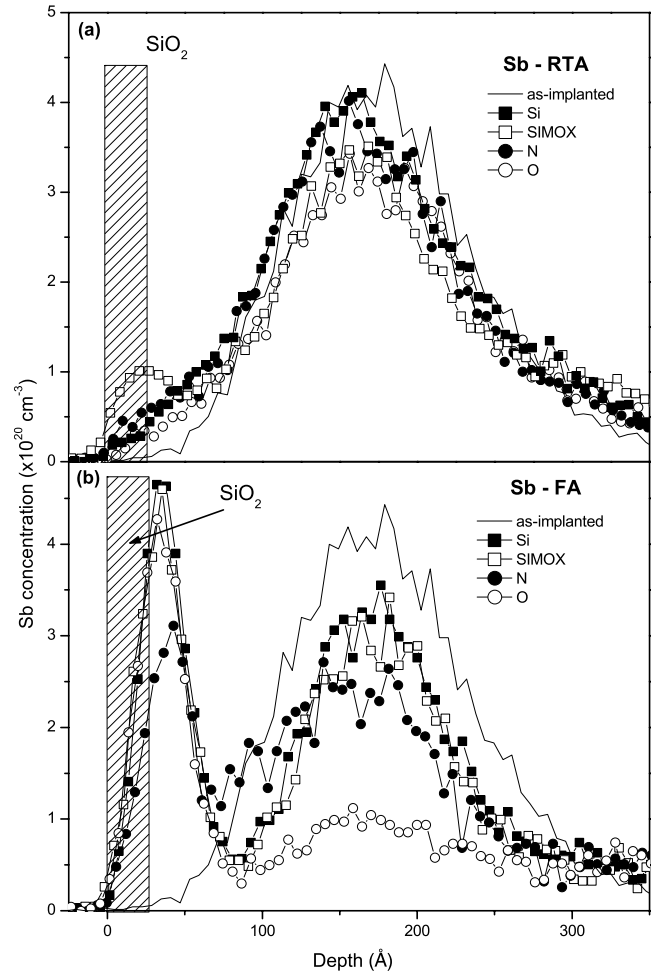 (a)
SiO2
Sb - RTA
as-implanted
Si
SIMOX
N
O
5
4
3
2
1
0
(b)
SiO2
Sb - FA
as-implanted
Si
SIMOX
N
O
4
3
2
1
0
0 100 200 300
Sb concentration (x10^20 cm^-3)
Depth (Å)